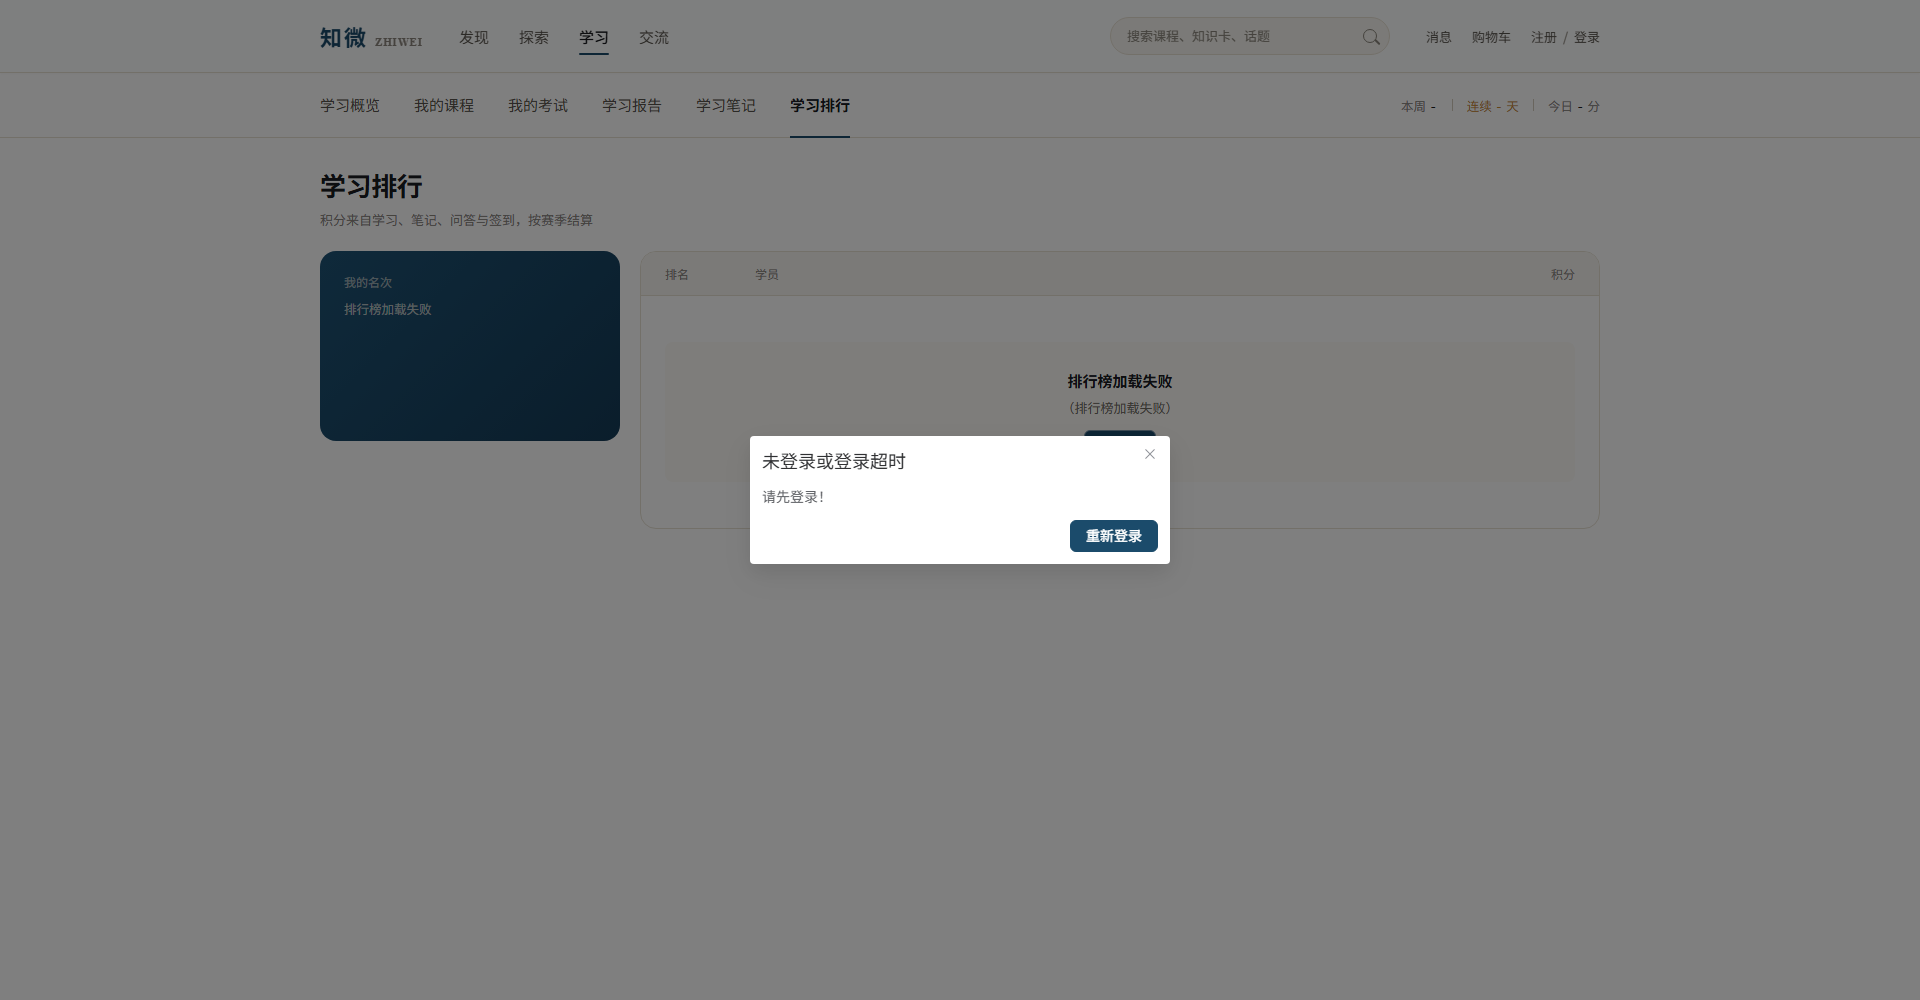 知微 ZHIWEI 发现 探索 学习 交流 搜索课程、知识卡、话题 消息 购物车 注册 / 登录
学习概览 我的课程 我的考试 学习报告 学习笔记 学习排行 本周 - 连续 - 天 今日 - 分
学习排行
积分来自学习、笔记、问答与签到，按赛季结算
我的名次
排行榜加载失败
排名 学员 积分
排行榜加载失败
（排行榜加载失败）
未登录或登录超时
请先登录！
重新登录